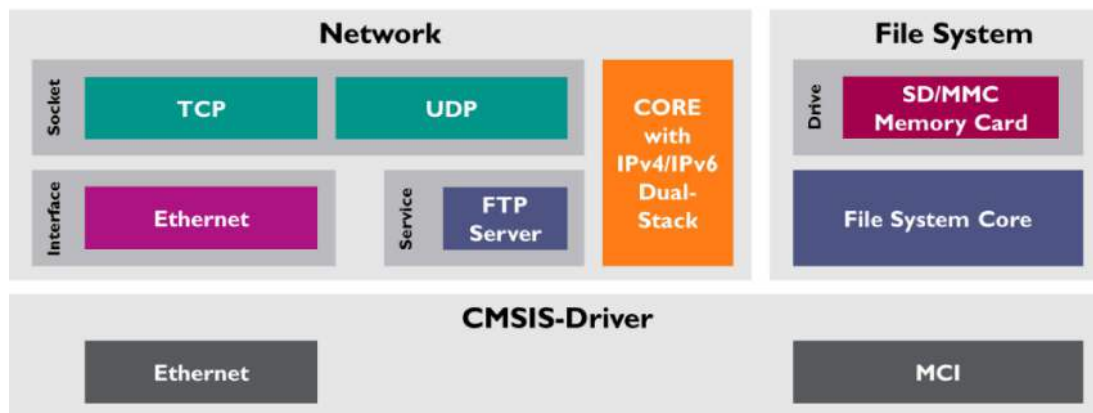 Network
Socket
TCP
UDP
CORE
with
IPv4/IPv6
Dual-
Stack
Interface
Ethernet
Service
FTP
Server
File System
Drive
SD/MMC
Memory Card
File System Core
CMSIS-Driver
Ethernet
MCI